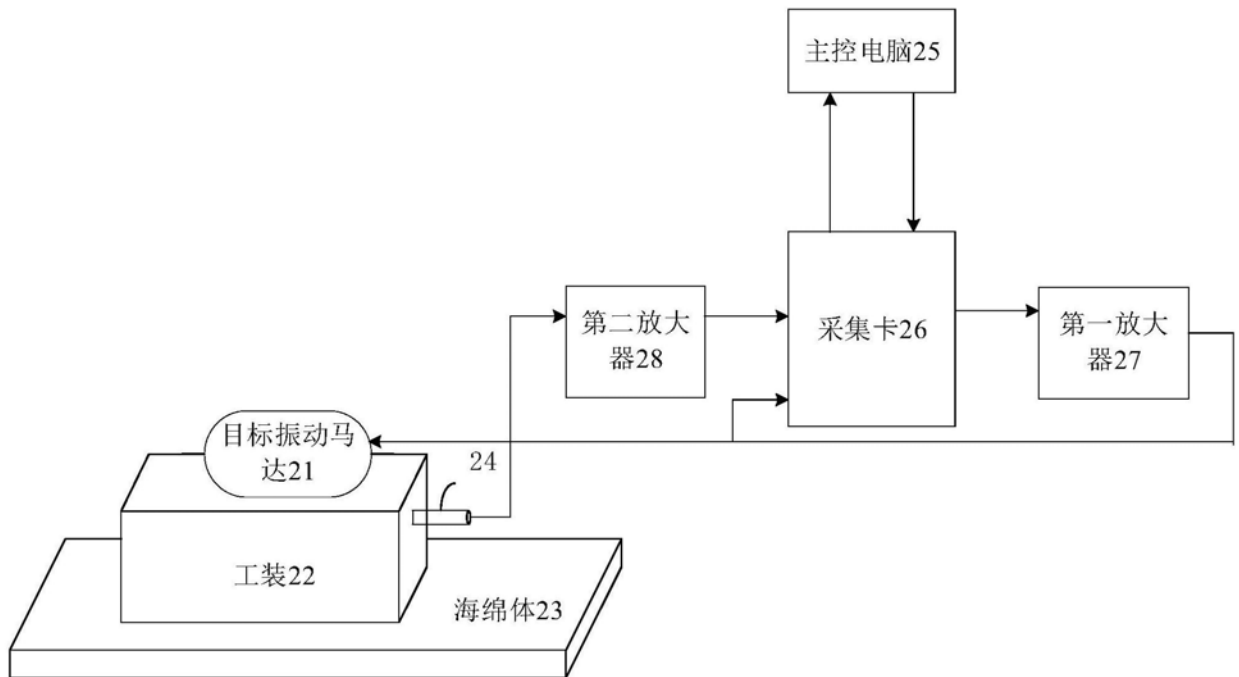 主控电脑25
第二放大
器28
采集卡26
第一放大
器27
目标振动马
达21
24
工装22
海绵体23